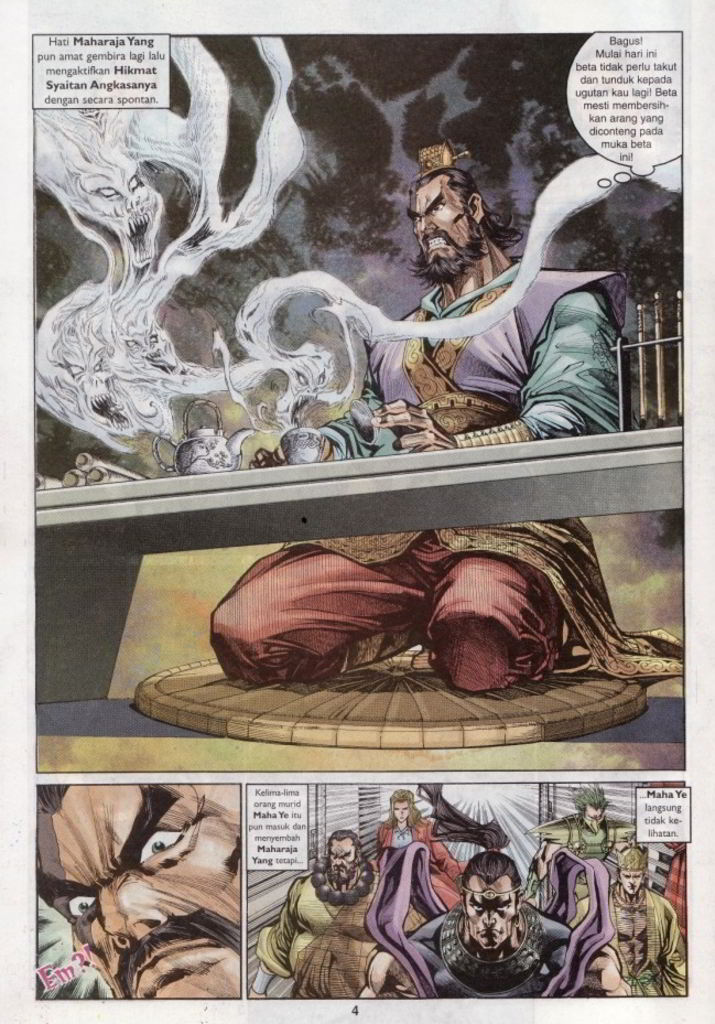 Hati Maharaja Yang
pun amat gembira lagi lalu
mengaktifkan Hikmat
Syaitan Angkasanya
dengan secara spontan.
Bagus!
Mulai hari ini
beta tidak perlu takut
dan tunduk kepada
ugutan kau lagi! Beta
mesti membersih-
kan arang yang
diconteng pada
muka beta
ini!
Em?!
Kelima-lima
orang murid
Maha Ye itu
pun masuk dan
menyembah
Maharaja
Yang tetapi...
...Maha Ye
langsung
tidak ke-
lihatan.
4